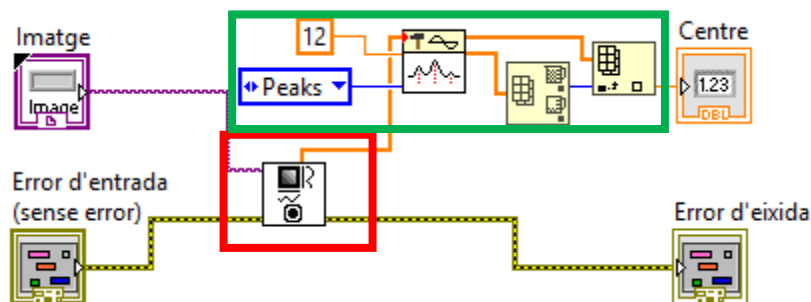 Imatge
12
Centre
Peaks
1.23
DBL
Image
Error d'entrada
(sense error)
Error d'eixida